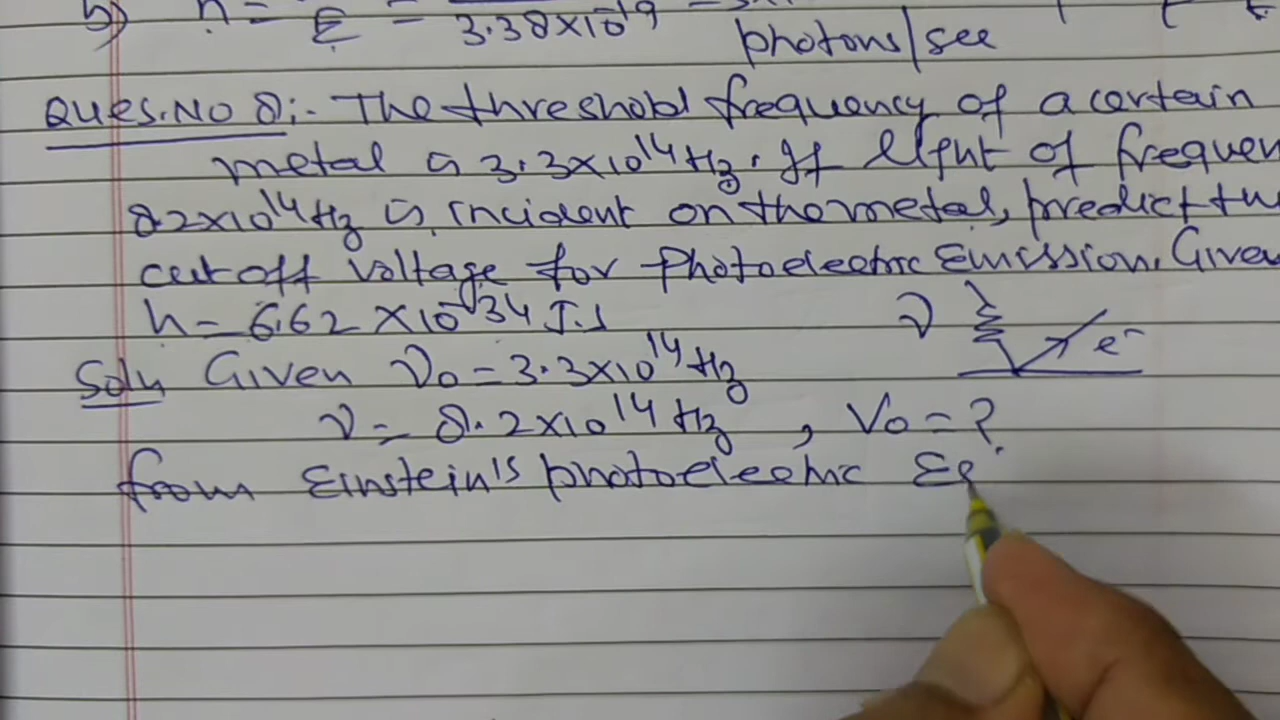 b) n = — = — = 
E 3.38×10⁻¹⁹ photons/sec
Ques. No 8:- The threshold frequency of a certain
metal is 3.3×10¹⁴ Hz. If light of frequen
8.2×10¹⁴ Hz is incident on the metal, predict the
cut off voltage for photoelectric Emission. Given
h = 6.62 × 10⁻³⁴ J.s
ν e⁻
Soln Given ν₀ = 3.3×10¹⁴ Hz
ν = 8.2×10¹⁴ Hz , V₀ = ?
from Einstein's photoelectric Eq